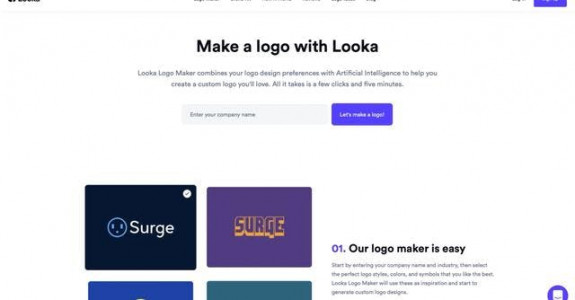 Looka
Make a logo with Looka
Looka Logo Maker combines your logo design preferences with Artificial Intelligence to help you
create a custom logo you'll love. All it takes is a few clicks and five minutes.
Enter your company name
Let's make a logo!
Surge
SURGE
01. Our logo maker is easy
Start by entering your company name and industry, then select
the perfect logo styles, colors, and symbols that you like the best.
Looka Logo Maker will use these as inspiration and start to
generate custom logo designs.